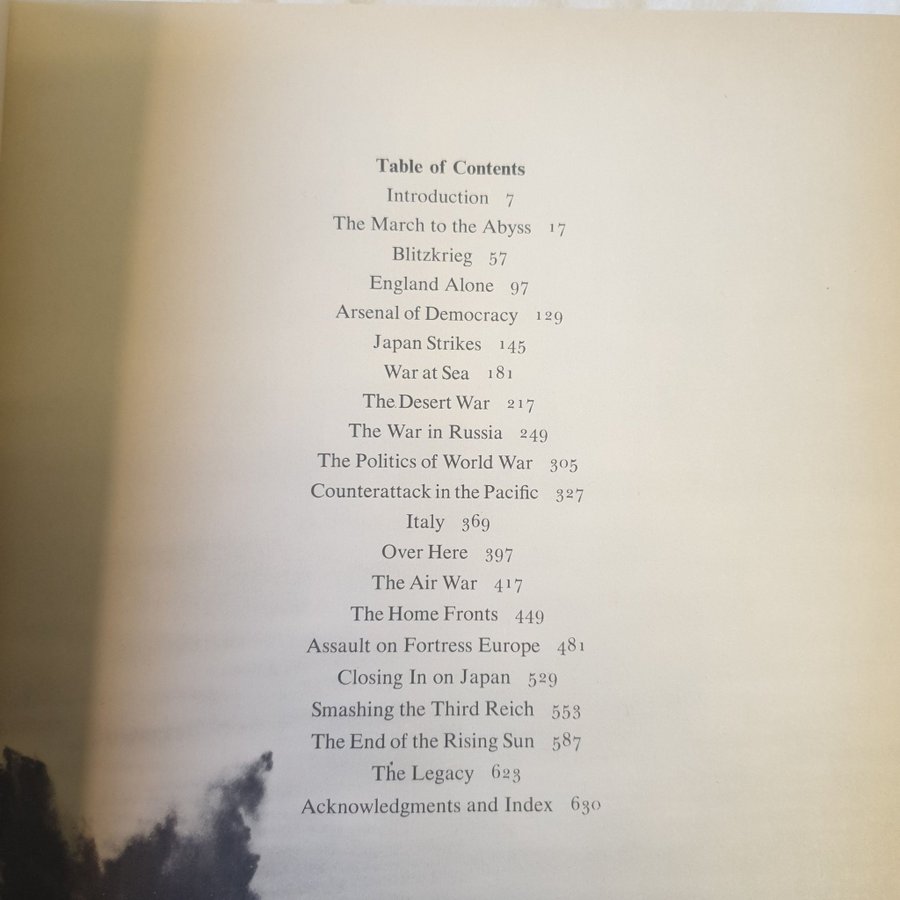 Table of Contents
Introduction 7
The March to the Abyss 17
Blitzkrieg 57
England Alone 97
Arsenal of Democracy 129
Japan Strikes 145
War at Sea 181
The Desert War 217
The War in Russia 249
The Politics of World War 305
Counterattack in the Pacific 327
Italy 369
Over Here 397
The Air War 417
The Home Fronts 449
Assault on Fortress Europe 481
Closing In on Japan 529
Smashing the Third Reich 553
The End of the Rising Sun 587
The Legacy 623
Acknowledgments and Index 630